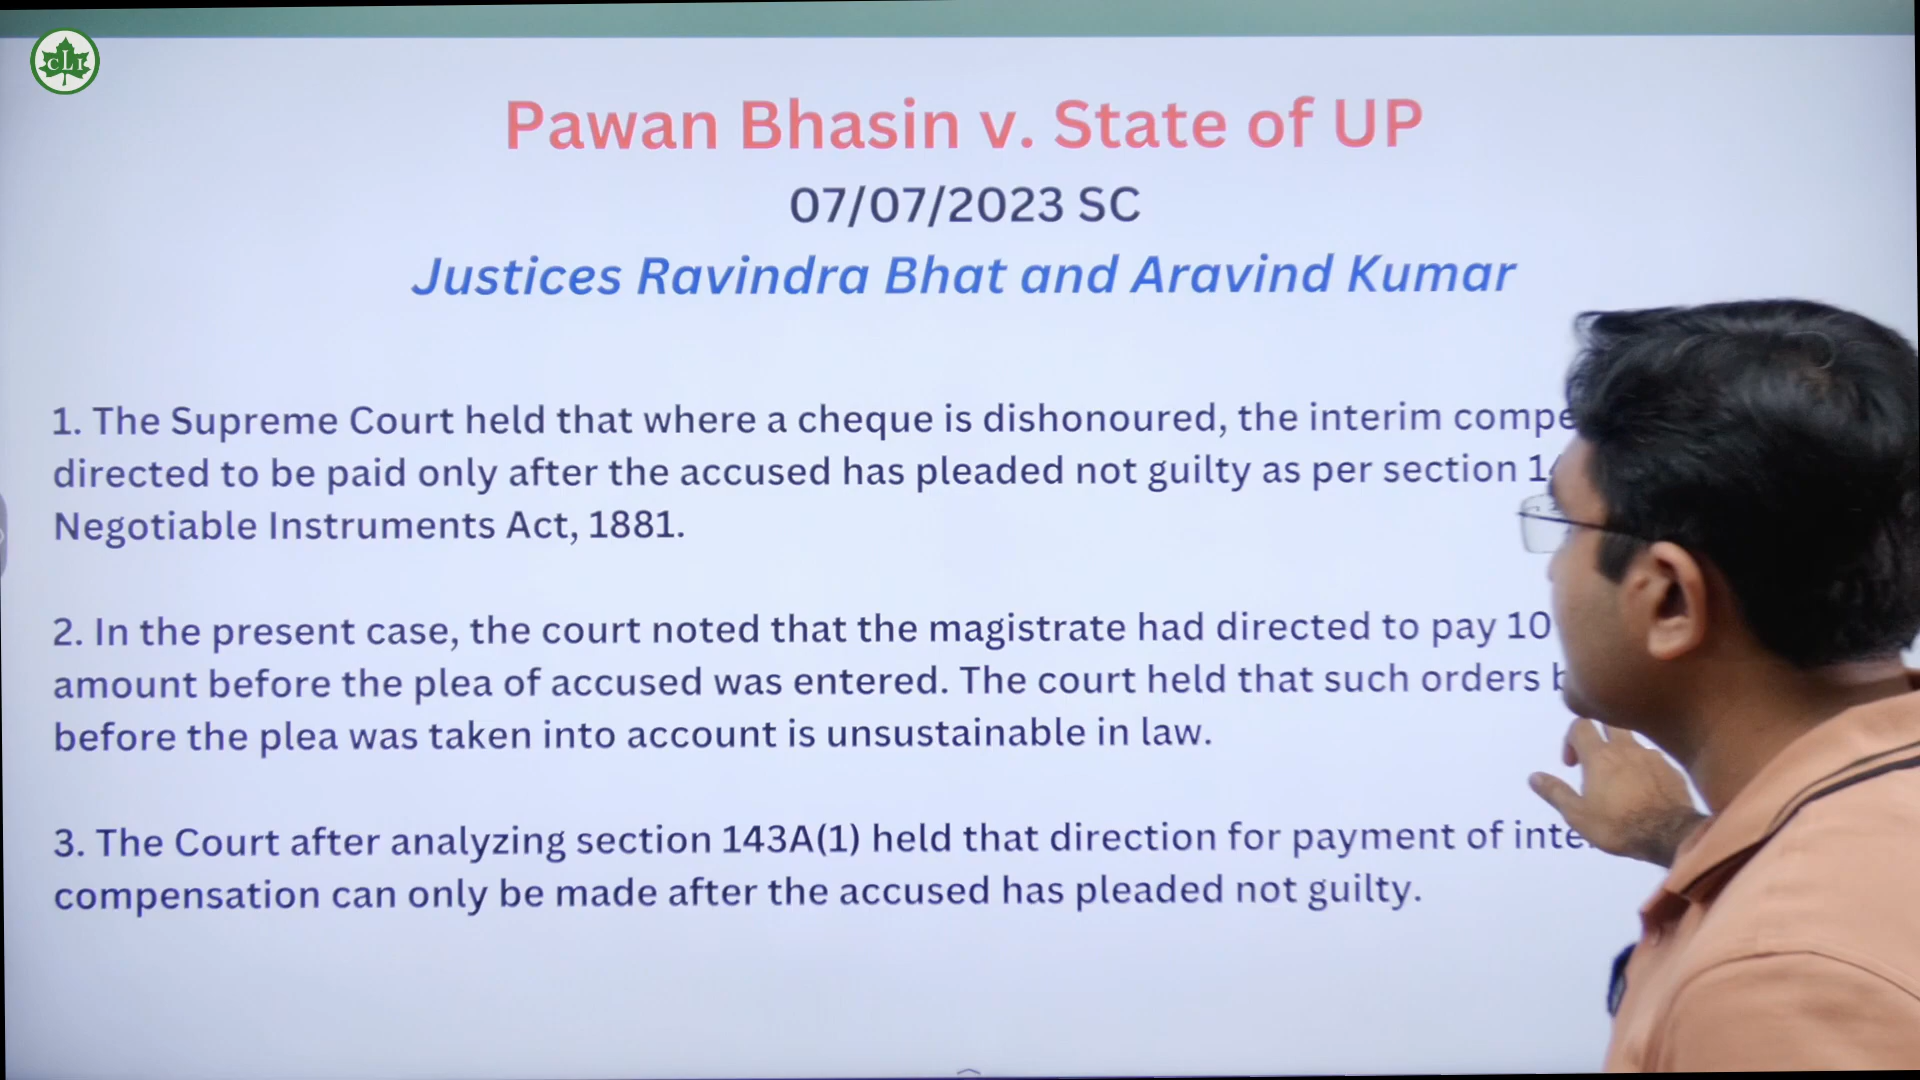 CLI
Pawan Bhasin v. State of UP
07/07/2023 SC
Justices Ravindra Bhat and Aravind Kumar
1. The Supreme Court held that where a cheque is dishonoured, the interim
directed to be paid only after the accused has pleaded not guilty as per section
Negotiable Instruments Act, 1881.
2. In the present case, the court noted that the magistrate had directed to pay 10
amount before the plea of accused was entered. The court held that such orders
before the plea was taken into account is unsustainable in law.
3. The Court after analyzing section 143A(1) held that direction for payment of
compensation can only be made after the accused has pleaded not guilty.